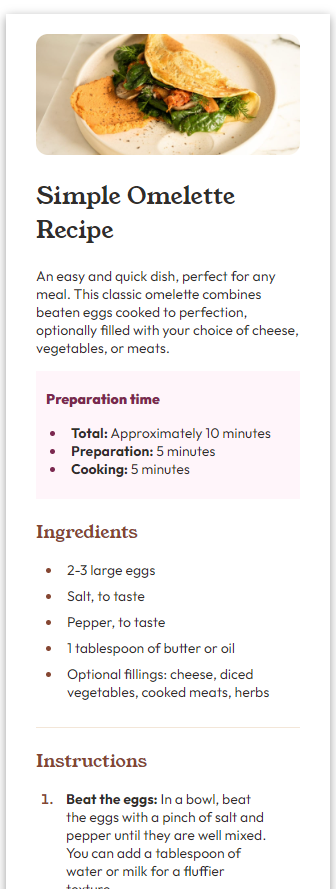 Simple Omelette
Recipe
An easy and quick dish, perfect for any
meal. This classic omelette combines
beaten eggs cooked to perfection,
optionally filled with your choice of cheese,
vegetables, or meats.
Preparation time
• Total: Approximately 10 minutes
• Preparation: 5 minutes
• Cooking: 5 minutes
Ingredients
• 2-3 large eggs
• Salt, to taste
• Pepper, to taste
• 1 tablespoon of butter or oil
• Optional fillings: cheese, diced
vegetables, cooked meats, herbs
Instructions
1. Beat the eggs: In a bowl, beat
the eggs with a pinch of salt and
pepper until they are well mixed.
You can add a tablespoon of
water or milk for a fluffier
texture.